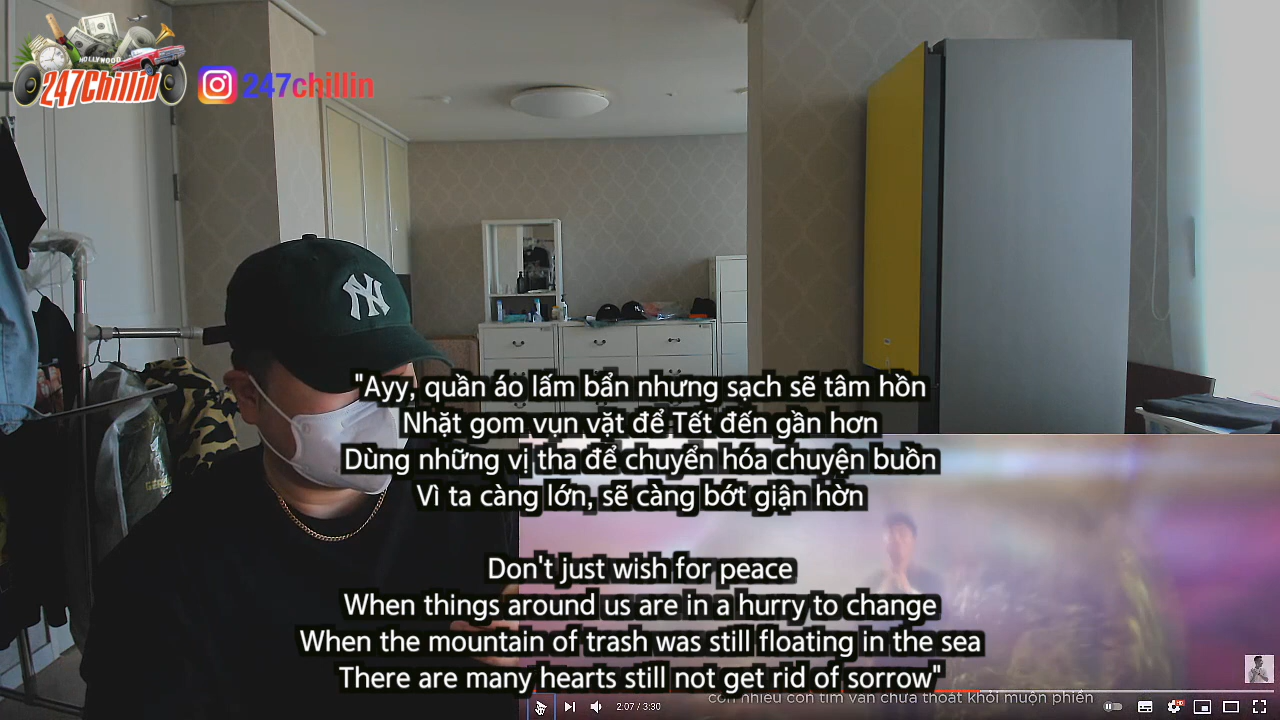 HOLLYWOOD
247Chillin
247chillin
NY
"Ayy, quần áo lấm bẩn nhưng sạch sẽ tâm hồn
Nhặt gom vụn vặt để Tết đến gần hơn
Dùng những vị tha để chuyển hóa chuyện buồn
Vì ta càng lớn, sẽ càng bớt giận hờn
Don't just wish for peace
When things around us are in a hurry to change
When the mountain of trash was still floating in the sea
There are many hearts still not get rid of sorrow"
còn nhiều con tim vẫn chưa thoát khỏi muộn phiền
2:07 / 3:30